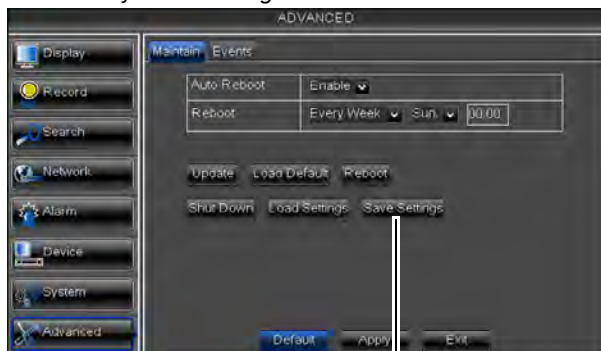 ADVANCED
Display
Record
Search
Network
Alarm
Device
System
Advanced
Maintain Events
Auto Reboot Enable
Reboot Every Week Sun. 00:00
Update Load Default Reboot
Shut Down Load Settings Save Settings
Default Apply Exit